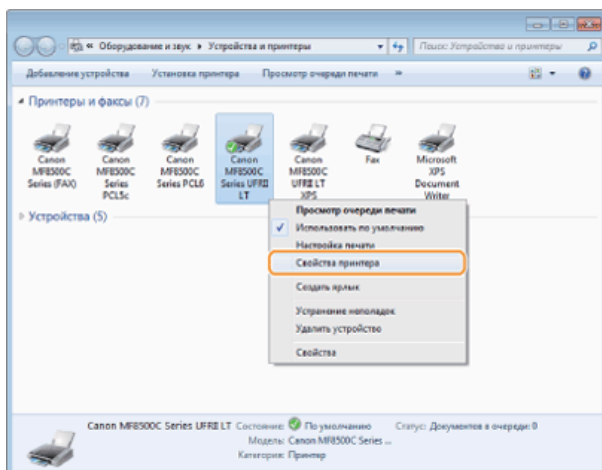 « Оборудование и звук ▸ Устройства и принтеры
Поиск: Устройства и принтеры
Добавление устройства Установка принтера Просмотр очереди печати »
Принтеры и факсы (7)
Canon MF8500C Series (FAX)
Canon MF8500C Series PCL5c
Canon MF8500C Series PCL6
Canon MF8500C Series UFRII LT
Canon MF8500C UFRII LT XPS
Fax
Microsoft XPS Document Writer
Устройства (5)
Просмотр очереди печати
Использовать по умолчанию
Настройка печати
Свойства принтера
Создать ярлык
Устранение неполадок
Удалить устройство
Свойства
Canon MF8500C Series UFRII LT Состояние: По умолчанию Статус: Документов в очереди: 0
Модель: Canon MF8500C Series ...
Категория: Принтер